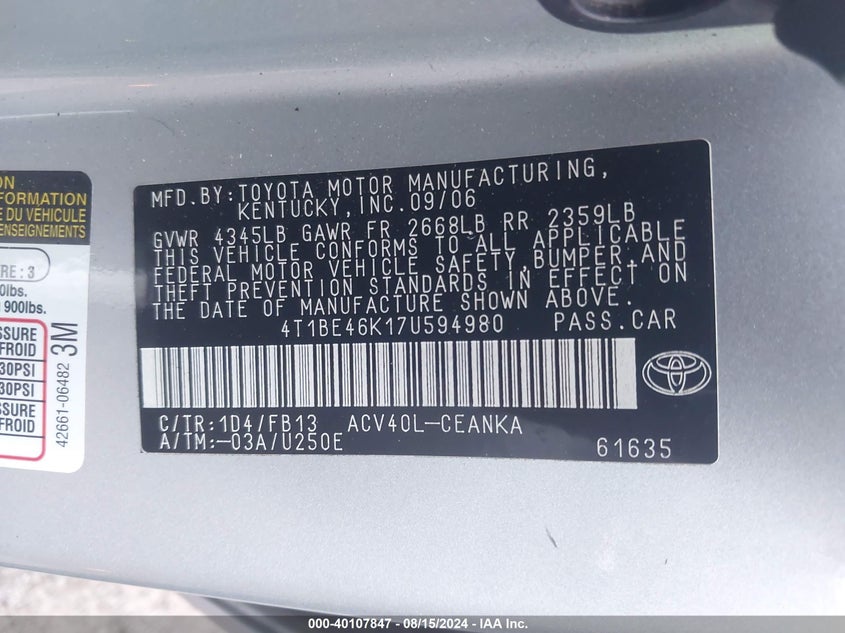 ON
FORMATION
E DU VÉHICULE
ENSEIGNEMENTS
ERE : 3
0lbs.
900lbs.
SSURE
FROID
30PSI
30PSI
SSURE
FROID
42661-06482 3M
MFD.BY:TOYOTA MOTOR MANUFACTURING,
KENTUCKY,INC.09/06
GVWR 4345LB GAWR FR 2668LB RR 2359LB
THIS VEHICLE CONFORMS TO ALL APPLICABLE
FEDERAL MOTOR VEHICLE SAFETY,BUMPER,AND
THEFT PREVENTION STANDARDS IN EFFECT ON
THE DATE OF MANUFACTURE SHOWN ABOVE.
4T1BE46K17U594980 PASS.CAR
C/TR:1D4/FB13 ACV40L-CEANKA
A/TM:-03A/U250E 61635
000-40107847 - 08/15/2024 - IAA Inc.